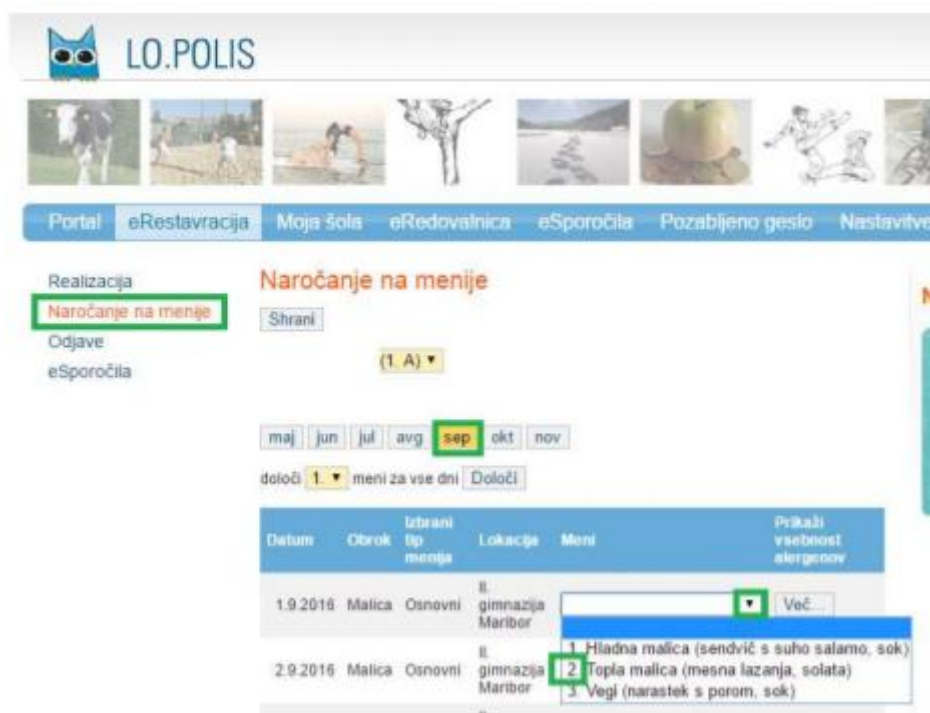 LO.POLIS
Portal eRestavracija Moja šola eRedovalnica eSporočila Pozabljeno geslo Nastavitve
Realizacija
Naročanje na menije
Odjave
eSporočila
Naročanje na menije
Shrani
(1. A)
maj jun jul avg sep okt nov
določi 1. meni za vse dni Določi
Datum Obrok Izbrani tip menija Lokacija Meni Prikaži vsebnost alergenov
1.9.2016 Malica Osnovni II. gimnazija Maribor Več...
1. Hladna malica (sendvič s suho salamo, sok)
2. Topla malica (mesna lazanja, solata)
3. Vegi (narastek s porom, sok)
2.9.2016 Malica Osnovni II. gimnazija Maribor